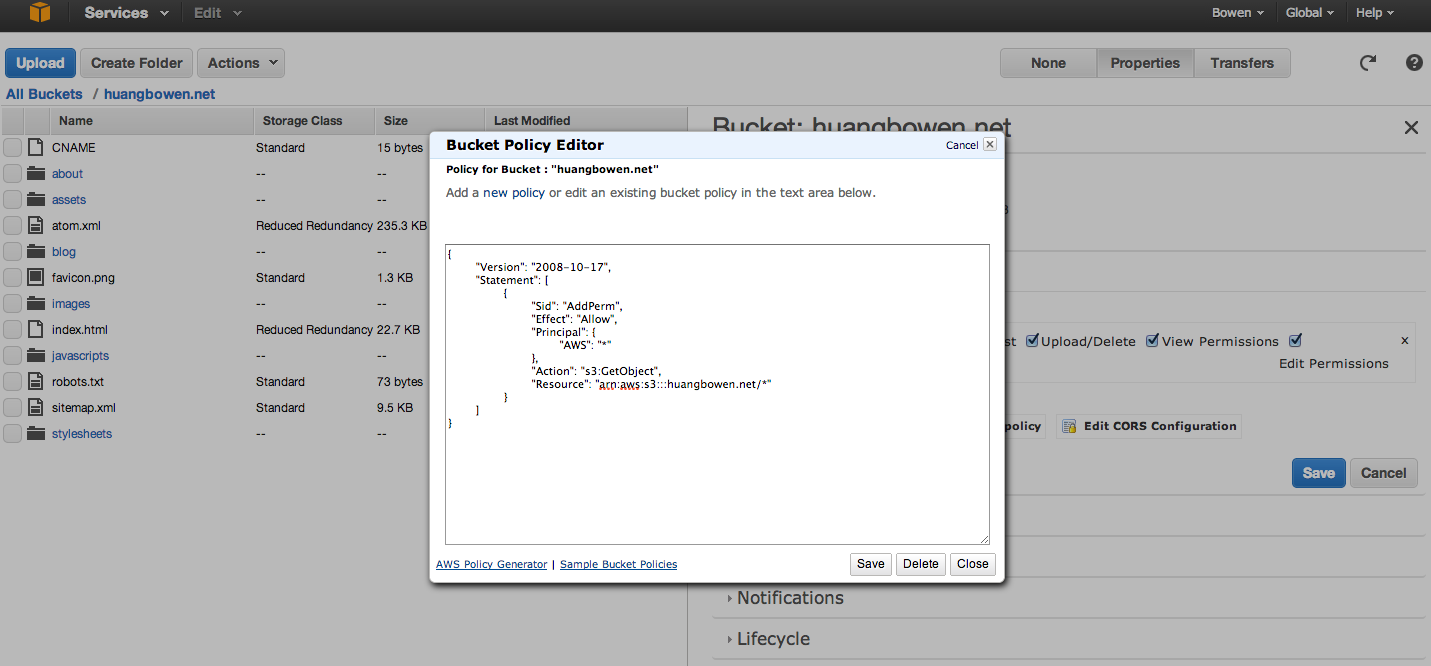 Services Edit Bowen Global Help
Upload Create Folder Actions None Properties Transfers
All Buckets / huangbowen.net
Name Storage Class Size Last Modified
Bucket: huangbowen.net
CNAME Standard 15 bytes
about -- --
assets -- --
atom.xml Reduced Redundancy 235.3 KB
blog -- --
favicon.png Standard 1.3 KB
images -- --
index.html Reduced Redundancy 22.7 KB
javascripts -- --
robots.txt Standard 73 bytes
sitemap.xml Standard 9.5 KB
stylesheets -- --
Bucket Policy Editor Cancel
Policy for Bucket : "huangbowen.net"
Add a new policy or edit an existing bucket policy in the text area below.
{
"Version": "2008-10-17",
"Statement": [
{
"Sid": "AddPerm",
"Effect": "Allow",
"Principal": {
"AWS": "*"
},
"Action": "s3:GetObject",
"Resource": "arn:aws:s3:::huangbowen.net/*"
}
]
}
AWS Policy Generator | Sample Bucket Policies Save Delete Close
Upload/Delete View Permissions x
Edit Permissions
policy Edit CORS Configuration
Save Cancel
Notifications
Lifecycle